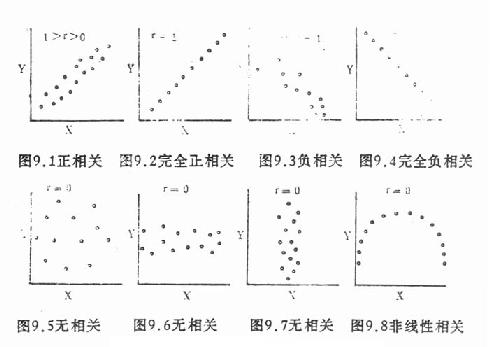 1>r>0
r=1
-1
Y
Y
X
X
X
图9.1正相关
图9.2完全正相关
图9.3负相关
图9.4完全负相关
r=0
r=0
r=0
r=0
Y
Y
Y
X
X
X
图9.5无相关
图9.6无相关
图9.7无相关
图9.8非线性相关